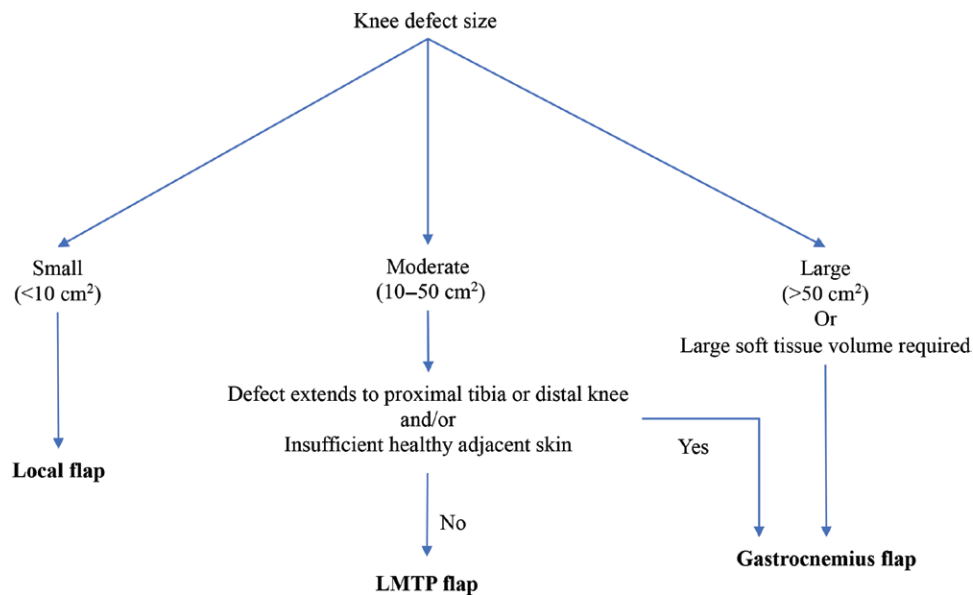 Knee defect size
Small
(<10 cm²)
Moderate
(10–50 cm²)
Large
(>50 cm²)
Or
Large soft tissue volume required
Defect extends to proximal tibia or distal knee
and/or
Insufficient healthy adjacent skin
Yes
Local flap
No
Gastrocnemius flap
LMTP flap